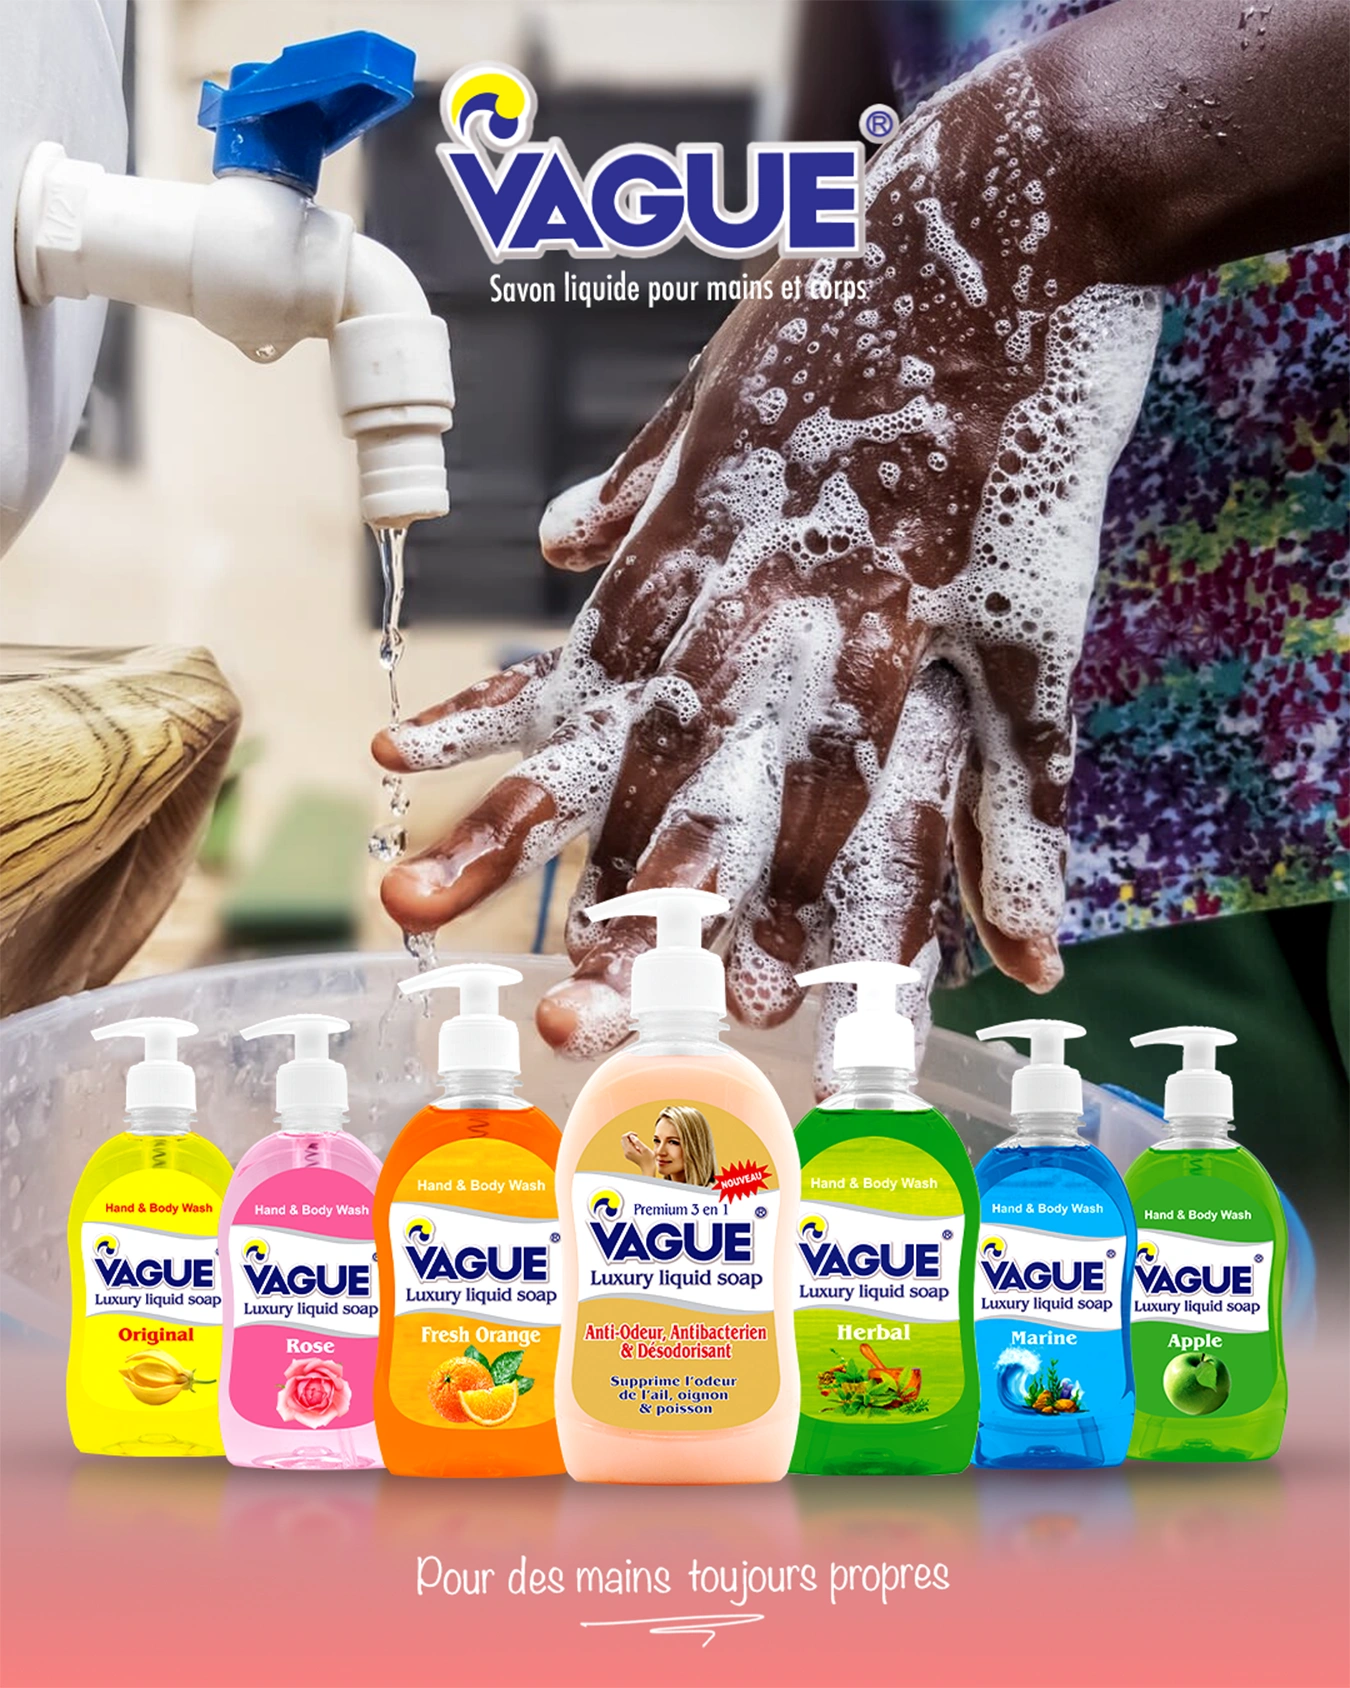 VAGUE®
Savon liquide pour mains et corps
Hand & Body Wash
VAGUE
Luxury liquid soap
Original
Hand & Body Wash
VAGUE
Luxury liquid soap
Rose
Hand & Body Wash
VAGUE®
Luxury liquid soap
Fresh Orange
NOUVEAU
Premium 3 en 1
VAGUE®
Luxury liquid soap
Anti-Odeur, Antibacterien
& Désodorisant
Supprime l'odeur
de l'ail, oignon
& poisson
Hand & Body Wash
VAGUE®
Luxury liquid soap
Herbal
Hand & Body Wash
VAGUE®
Luxury liquid soap
Marine
Hand & Body Wash
VAGUE®
Luxury liquid soap
Apple
Pour des mains toujours propres